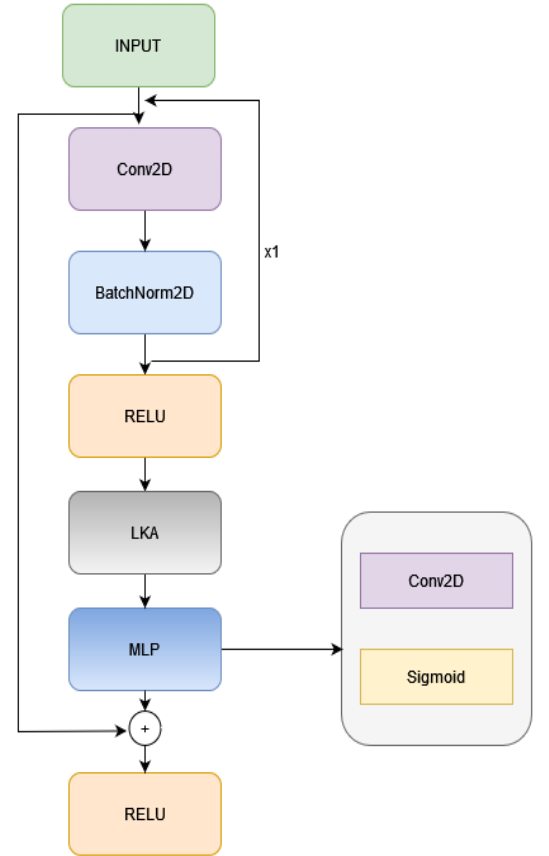 INPUT
Conv2D
x1
BatchNorm2D
RELU
LKA
MLP
Conv2D
Sigmoid
+
RELU